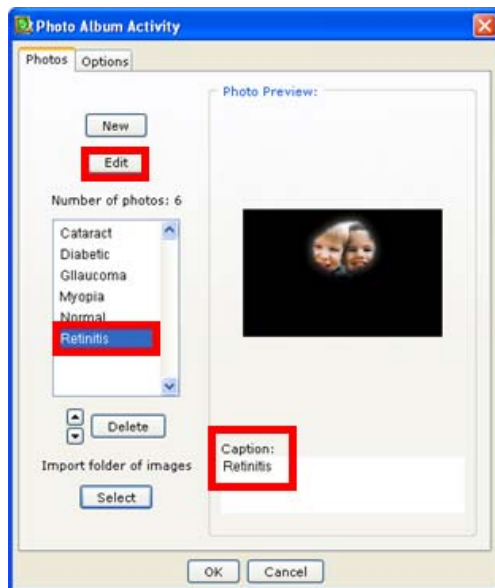 Photo Album Activity
Photos
Options
New
Edit
Number of photos: 6
Cataract
Diabetic
Gllaucoma
Myopia
Normal
Retinitis
Delete
Import folder of images
Select
Photo Preview:
Caption:
Retinitis
OK
Cancel